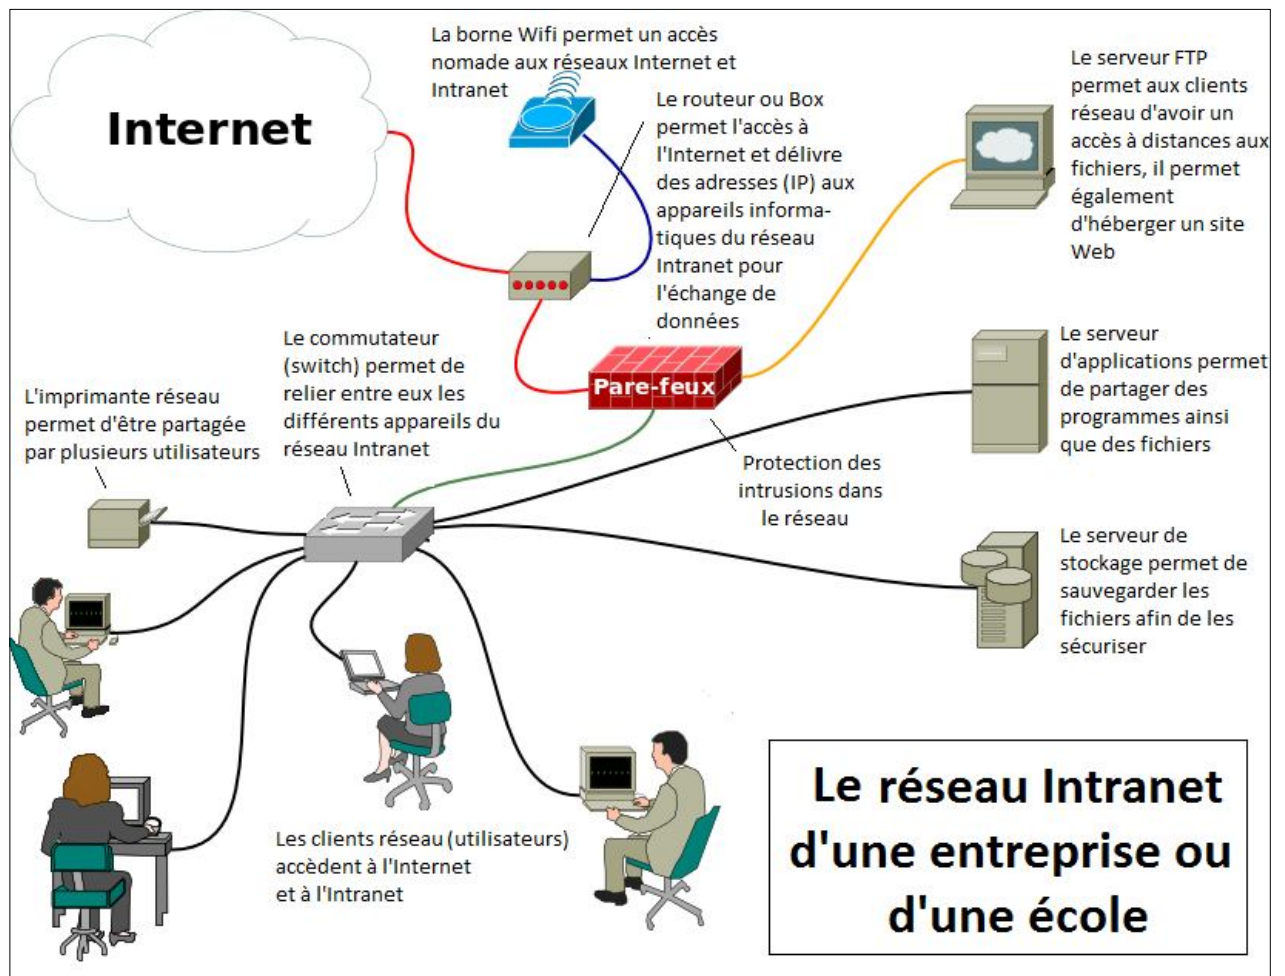 Internet
La borne Wifi permet un accès
nomade aux réseaux Internet et
Intranet
Le routeur ou Box
permet l'accès à
l'Internet et délivre
des adresses (IP) aux
appareils informa-
tiques du réseau
Intranet pour
l'échange de
données
Le serveur FTP
permet aux clients
réseau d'avoir un
accès à distances aux
fichiers, il permet
également
d'héberger un site
Web
Le commutateur
(switch) permet de
relier entre eux les
différents appareils du
réseau Intranet
L'imprimante réseau
permet d'être partagée
par plusieurs utilisateurs
Pare-feux
Protection des
intrusions dans
le réseau
Le serveur
d'applications permet
de partager des
programmes ainsi
que des fichiers
Le serveur de
stockage permet de
sauvegarder les
fichiers afin de les
sécuriser
Les clients réseau (utilisateurs)
accèdent à l'Internet
et à l'Intranet
Le réseau Intranet
d'une entreprise ou
d'une école